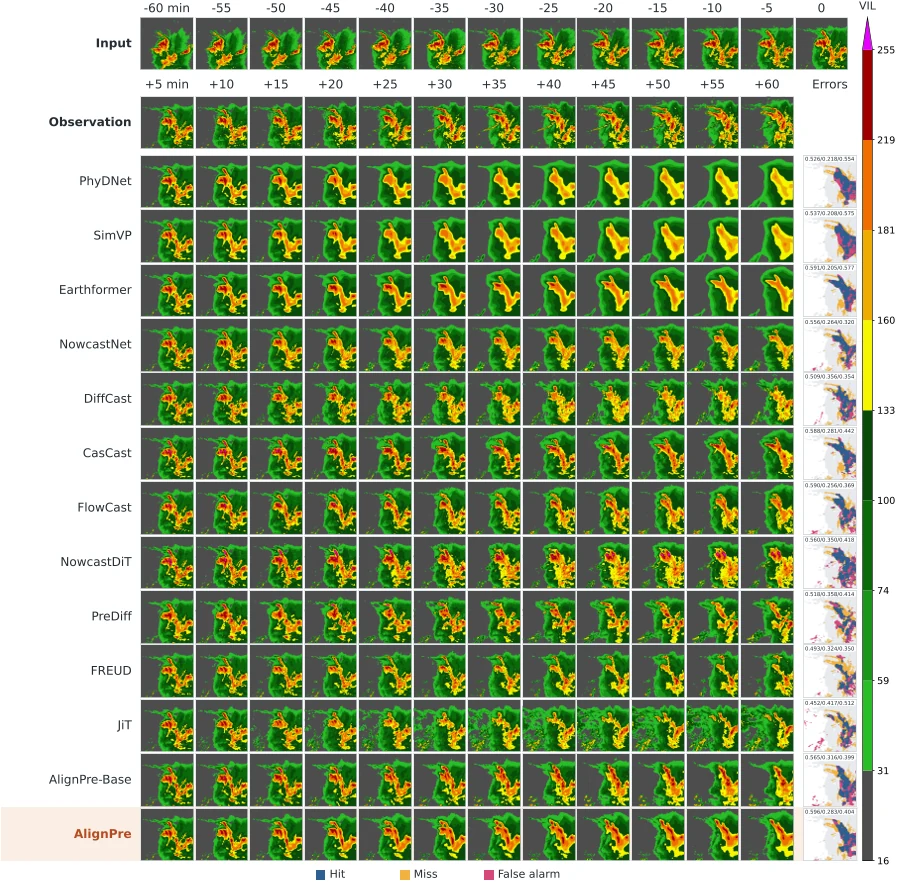 -60 min -55 -50 -45 -40 -35 -30 -25 -20 -15 -10 -5 0 VIL
Input
255
+5 min +10 +15 +20 +25 +30 +35 +40 +45 +50 +55 +60 Errors
Observation
219
0.526/0.218/0.554
PhyDNet
0.537/0.208/0.575
SimVP
181
0.591/0.205/0.577
Earthformer
160
0.556/0.264/0.320
NowcastNet
0.509/0.356/0.354
DiffCast
133
0.588/0.281/0.442
CasCast
0.590/0.256/0.369
100
FlowCast
0.560/0.350/0.418
NowcastDiT
74
0.518/0.358/0.414
PreDiff
0.493/0.324/0.350
FREUD
59
0.452/0.417/0.512
JiT
0.565/0.316/0.399
31
AlignPre-Base
0.596/0.283/0.404
AlignPre
16
Hit Miss False alarm